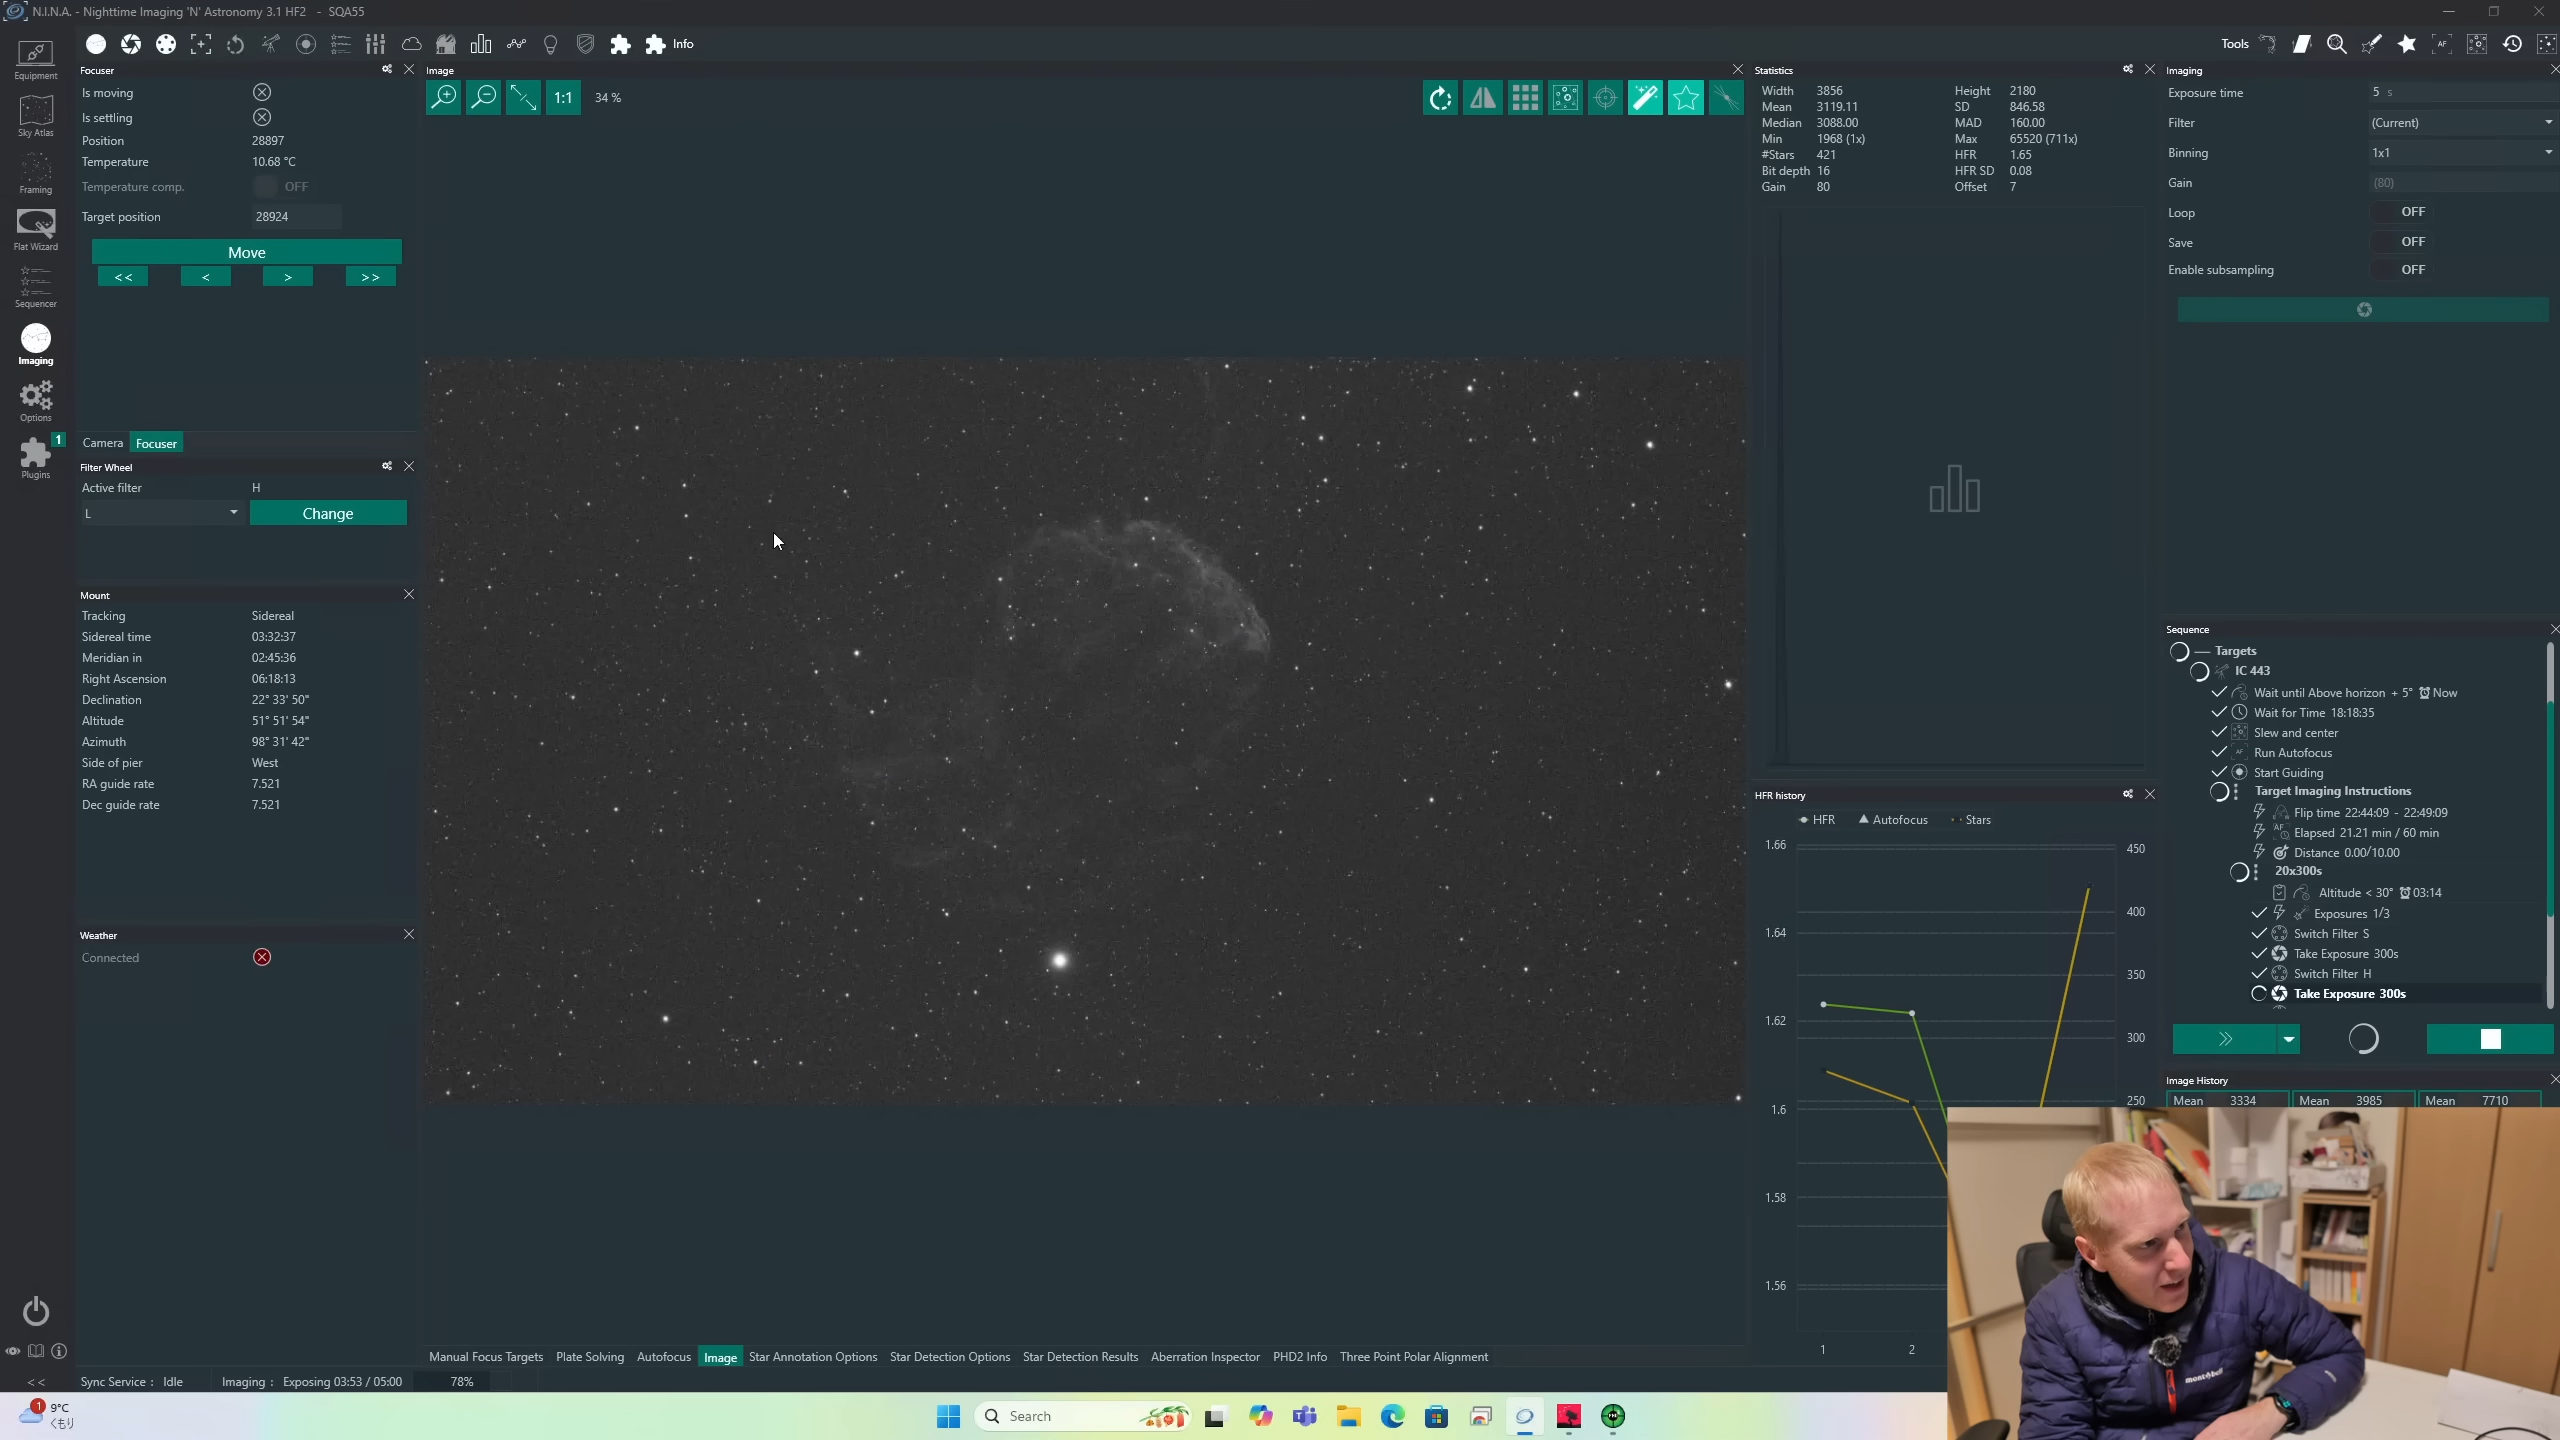 N.I.N.A. - Nighttime Imaging 'N' Astronomy 3.1 HF2 - SQA55
Info
Tools
AF
Equipment
Sky Atlas
Framing
Flat Wizard
Sequencer
Imaging
Options
1
Plugins
Focuser
Is moving
Is settling
Position 28897
Temperature 10.68 °C
Temperature comp. OFF
Target position 28924
Move
<< < > >>
Camera Focuser
Filter Wheel
Active filter H
L Change
Mount
Tracking Sidereal
Sidereal time 03:32:37
Meridian in 02:45:36
Right Ascension 06:18:13
Declination 22° 33' 50"
Altitude 51° 51' 54"
Azimuth 98° 31' 42"
Side of pier West
RA guide rate 7.521
Dec guide rate 7.521
Weather
Connected
Image
1:1 34 %
Manual Focus Targets Plate Solving Autofocus Image Star Annotation Options Star Detection Options Star Detection Results Aberration Inspector PHD2 Info Three Point Polar Alignment
Statistics
Width 3856 Height 2180
Mean 3119.11 SD 846.58
Median 3088.00 MAD 160.00
Min 1968 (1x) Max 65520 (711x)
#Stars 421 HFR 1.65
Bit depth 16 HFR SD 0.08
Gain 80 Offset 7
HFR history
HFR Autofocus Stars
1.66 450
400
1.64
350
1.62 300
1.6 250
1.58
1.56
1 2
Imaging
Exposure time 5 s
Filter (Current)
Binning 1x1
Gain (80)
Loop OFF
Save OFF
Enable subsampling OFF
Sequence
Targets
IC 443
Wait until Above horizon + 5° Now
Wait for Time 18:18:35
Slew and center
AF Run Autofocus
Start Guiding
Target Imaging Instructions
Flip time 22:44:09 - 22:49:09
AF Elapsed 21.21 min / 60 min
Distance 0.00/10.00
20x300s
Altitude < 30° 03:14
Exposures 1/3
Switch Filter S
Take Exposure 300s
Switch Filter H
Take Exposure 300s
Image History
Mean 3334 Mean 3985 Mean 7710
mont-bell
<< Sync Service : Idle Imaging : Exposing 03:53 / 05:00 78%
1
9°C
くもり
Search